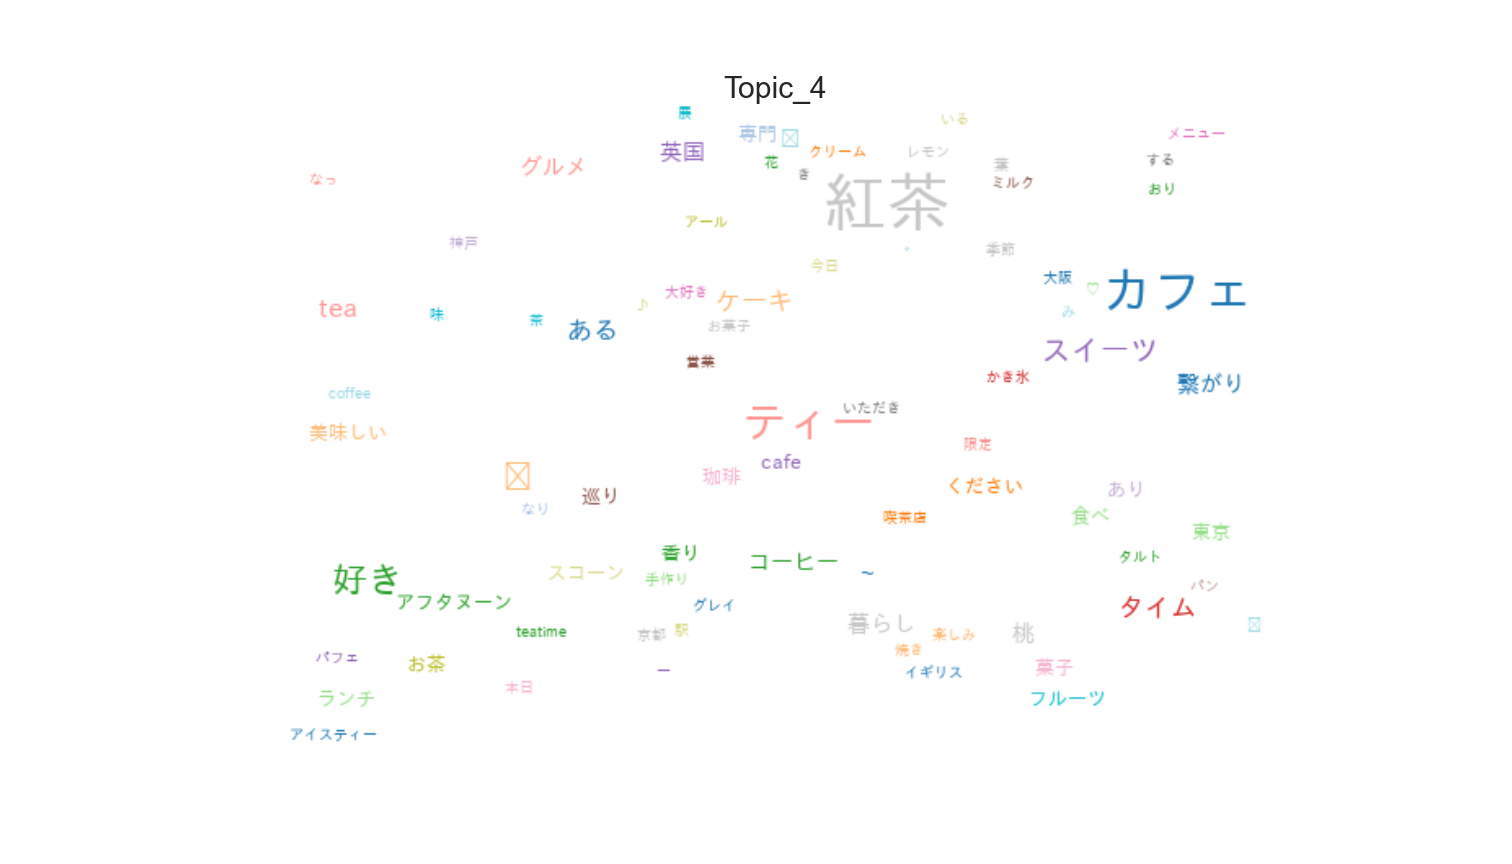 Topic_4
展
いる
専門
メニュー
英国
クリーム
レモン
花
する
グルメ
葉
き
なっ
ミルク
おり
紅茶
アール
神戸
季節
今日
大阪
カフェ
大好き
♡
ケーキ
♪
tea
味
茶
み
お菓子
ある
スイーツ
営業
かき氷
繋がり
coffee
いただき
ティー
美味しい
限定
cafe
珈琲
ください
あり
巡り
なり
喫茶店
食べ
東京
香り
タルト
コーヒー
スコーン
~
好き
手作り
パン
アフタヌーン
グレイ
タイム
暮らし
teatime
京都
駅
楽しみ
桃
焼き
パフェ
お茶
ー
イギリス
菓子
本日
ランチ
フルーツ
アイスティー